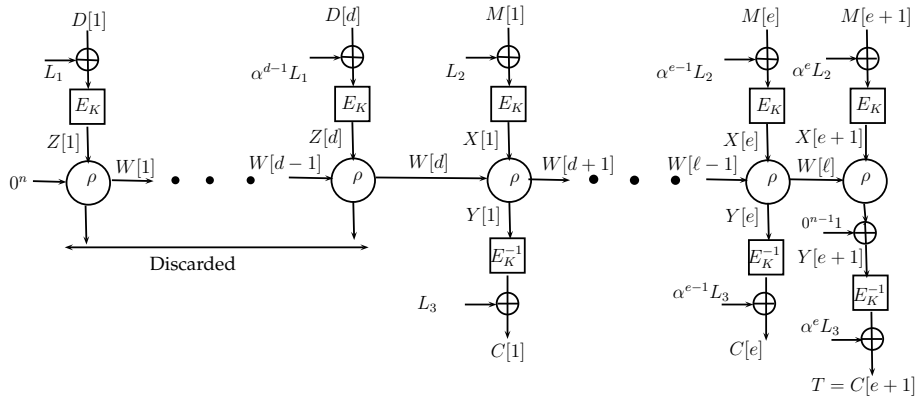 D[1] D[d] M[1] M[e] M[e+1]
L_1 α^{d-1}L_1 L_2 α^{e-1}L_2 α^eL_2
E_K E_K E_K E_K E_K
Z[1] Z[d] X[1] X[e] X[e+1]
0^n ρ W[1] W[d-1] ρ W[d] ρ W[d+1] W[ℓ-1] ρ W[ℓ] ρ
Y[1] Y[e] 0^{n-1}1
Y[e+1]
Discarded E_K^{-1} E_K^{-1}
E_K^{-1}
L_3 α^{e-1}L_3
α^eL_3
C[1] C[e]
T = C[e+1]